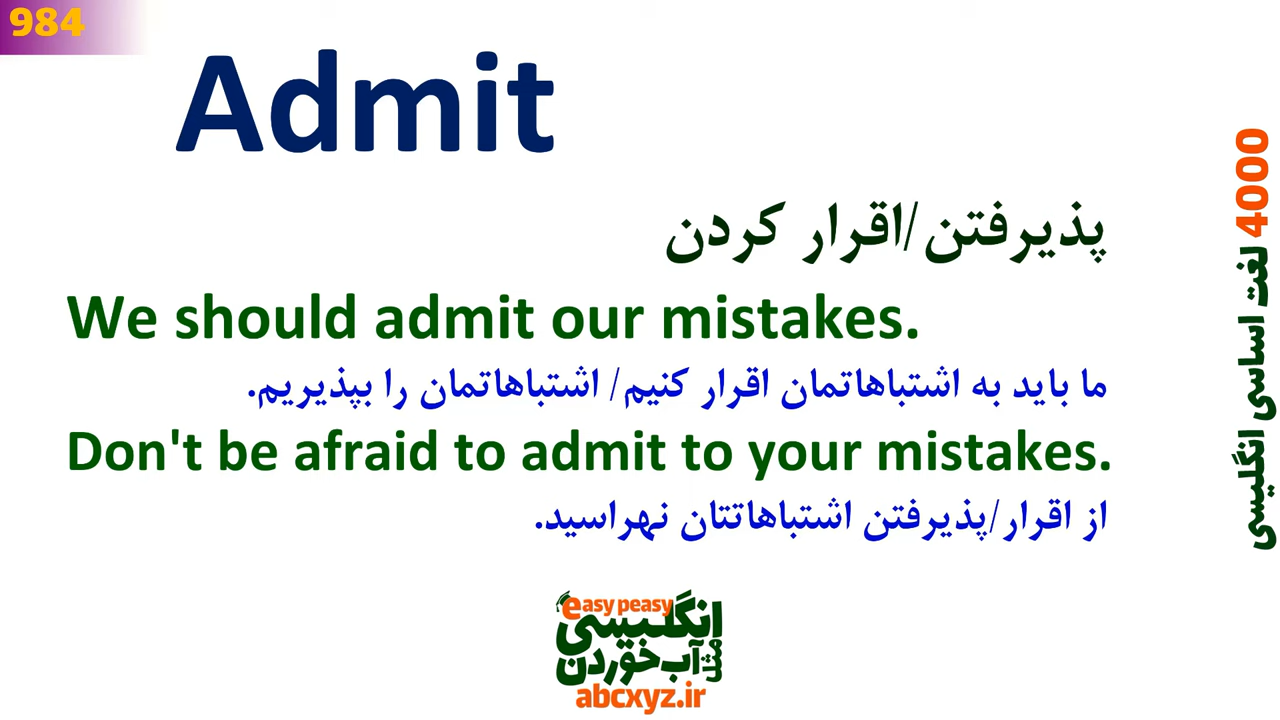 984
Admit
پذیرفتن/اقرار کردن
We should admit our mistakes.
ما باید به اشتباهاتمان اقرار کنیم/ اشتباهاتمان را بپذیریم.
Don't be afraid to admit to your mistakes.
از اقرار/پذیرفتن اشتباهاتتان نهراسید.
4000 لغت اساسی انگلیسی
easy peasy
انگلیسی
مثل آب خوردن
abcxyz.ir